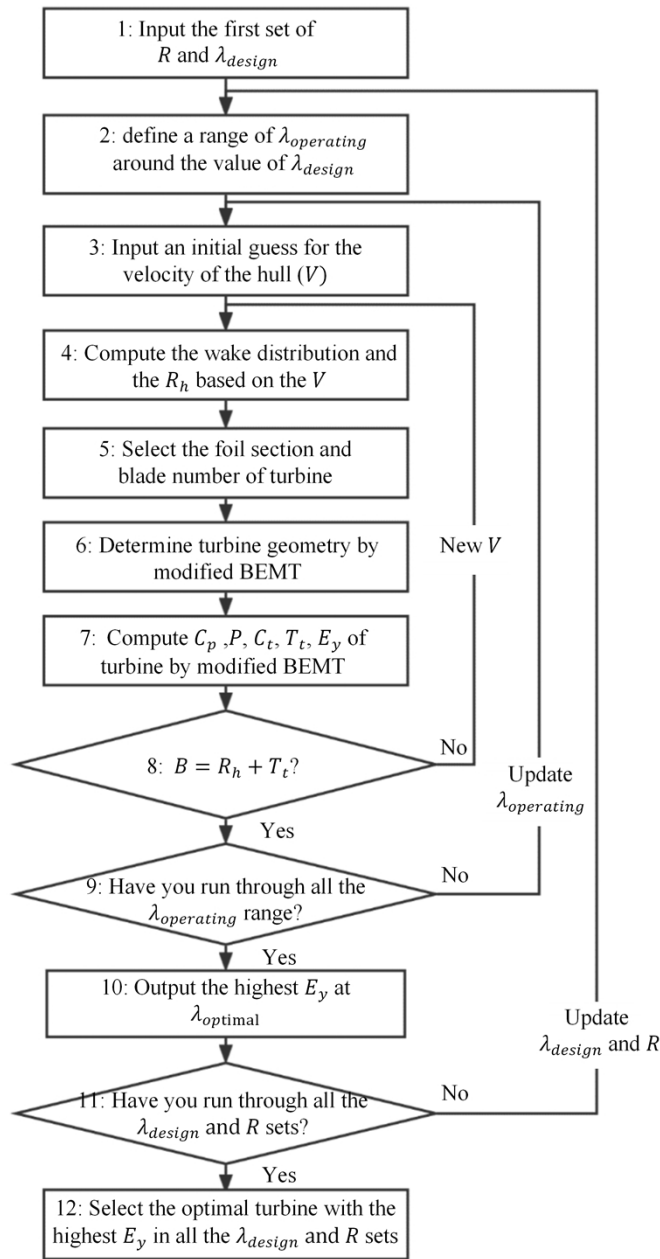 1: Input the first set of
R and λdesign
2: define a range of λoperating
around the value of λdesign
3: Input an initial guess for the
velocity of the hull (V)
4: Compute the wake distribution and
the Rh based on the V
5: Select the foil section and
blade number of turbine
6: Determine turbine geometry by
modified BEMT
New V
7: Compute Cp ,P, Ct, Tt, Ey of
turbine by modified BEMT
8: B = Rh + Tt?
No
Update
λoperating
Yes
9: Have you run through all the
λoperating range?
No
Yes
10: Output the highest Ey at
λoptimal
Update
λdesign and R
11: Have you run through all the
λdesign and R sets?
No
Yes
12: Select the optimal turbine with the
highest Ey in all the λdesign and R sets